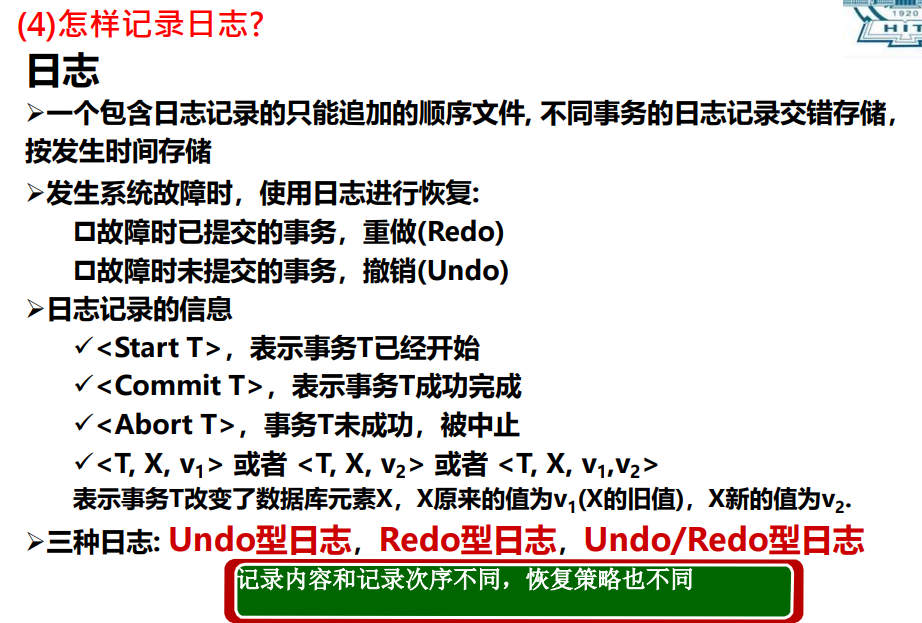 (4)怎样记录日志?
1920
HIT
日志
➢一个包含日志记录的只能追加的顺序文件, 不同事务的日志记录交错存储，
按发生时间存储
➢发生系统故障时，使用日志进行恢复:
□故障时已提交的事务，重做(Redo)
□故障时未提交的事务，撤销(Undo)
➢日志记录的信息
✓<Start T>，表示事务T已经开始
✓<Commit T>，表示事务T成功完成
✓<Abort T>，事务T未成功，被中止
✓<T, X, v₁> 或者 <T, X, v₂> 或者 <T, X, v₁,v₂>
表示事务T改变了数据库元素X，X原来的值为v₁(X的旧值)，X新的值为v₂.
➢三种日志: Undo型日志，Redo型日志，Undo/Redo型日志
记录内容和记录次序不同，恢复策略也不同